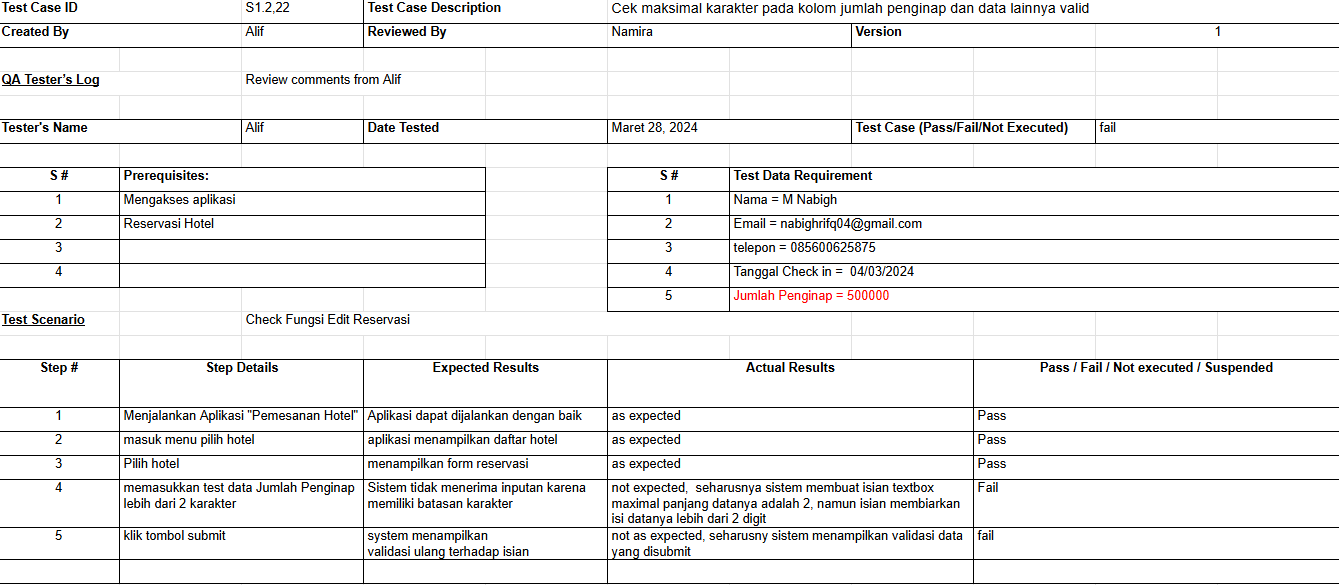 Test Case ID S1.2,22 Test Case Description Cek maksimal karakter pada kolom jumlah penginap dan data lainnya valid
Created By Alif Reviewed By Namira Version 1
QA Tester's Log Review comments from Alif
Tester's Name Alif Date Tested Maret 28, 2024 Test Case (Pass/Fail/Not Executed) fail
S # Prerequisites: S # Test Data Requirement
1 Mengakses aplikasi 1 Nama = M Nabigh
2 Reservasi Hotel 2 Email = nabighrifq04@gmail.com
3 3 telepon = 085600625875
4 4 Tanggal Check in = 04/03/2024
5 Jumlah Penginap = 500000
Test Scenario Check Fungsi Edit Reservasi
Step # Step Details Expected Results Actual Results Pass / Fail / Not executed / Suspended
1 Menjalankan Aplikasi "Pemesanan Hotel" Aplikasi dapat dijalankan dengan baik as expected Pass
2 masuk menu pilih hotel aplikasi menampilkan daftar hotel as expected Pass
3 Pilih hotel menampilkan form reservasi as expected Pass
4 memasukkan test data Jumlah Penginap
lebih dari 2 karakter
Sistem tidak menerima inputan karena
memiliki batasan karakter
not expected, seharusnya sistem membuat isian textbox
maximal panjang datanya adalah 2, namun isian membiarkan
isi datanya lebih dari 2 digit
Fail
5 klik tombol submit
system menampilkan
validasi ulang terhadap isian
not as expected, seharusny sistem menampilkan validasi data
yang disubmit
fail